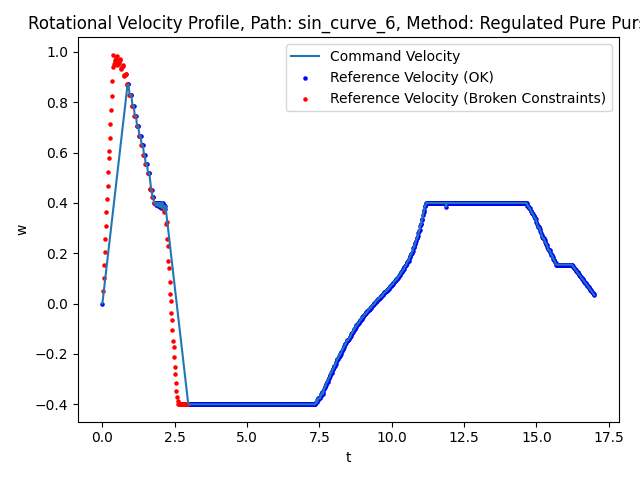 Rotational Velocity Profile, Path: sin_curve_6, Method: Regulated Pure Purs
Command Velocity
Reference Velocity (OK)
Reference Velocity (Broken Constraints)
1.0
0.8
0.6
0.4
0.2
0.0
−0.2
−0.4
w
0.0 2.5 5.0 7.5 10.0 12.5 15.0 17.5
t